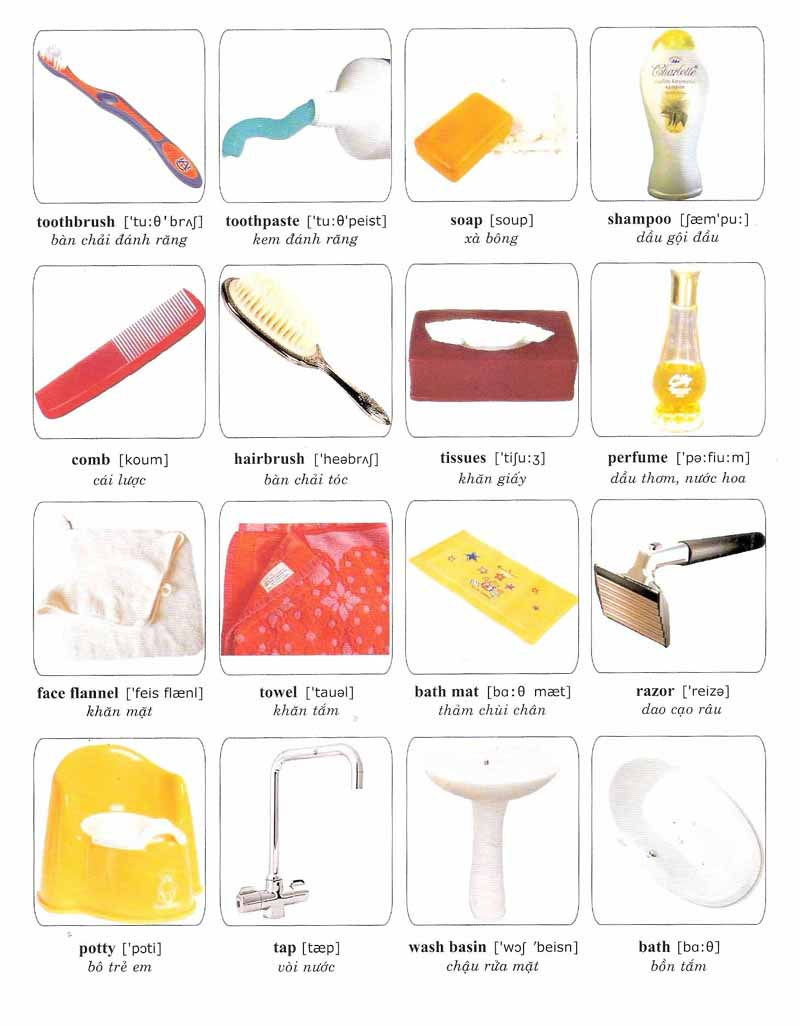 Charlotte
toothbrush ['tu:θ'brʌʃ]
bàn chải đánh răng
toothpaste ['tu:θ'peist]
kem đánh răng
soap [soup]
xà bông
shampoo [ʃæm'pu:]
dầu gội đầu
comb [koum]
cái lược
hairbrush ['heəbrʌʃ]
bàn chải tóc
tissues ['tiʃu:ʒ]
khăn giấy
perfume ['pə:fiu:m]
dầu thơm, nước hoa
face flannel ['feis flænl]
khăn mặt
towel ['tauəl]
khăn tắm
bath mat [bɑ:θ mæt]
thảm chùi chân
razor ['reizə]
dao cạo râu
potty ['pɔti]
bô trẻ em
tap [tæp]
vòi nước
wash basin ['wɔʃ 'beisn]
chậu rửa mặt
bath [bɑ:θ]
bồn tắm